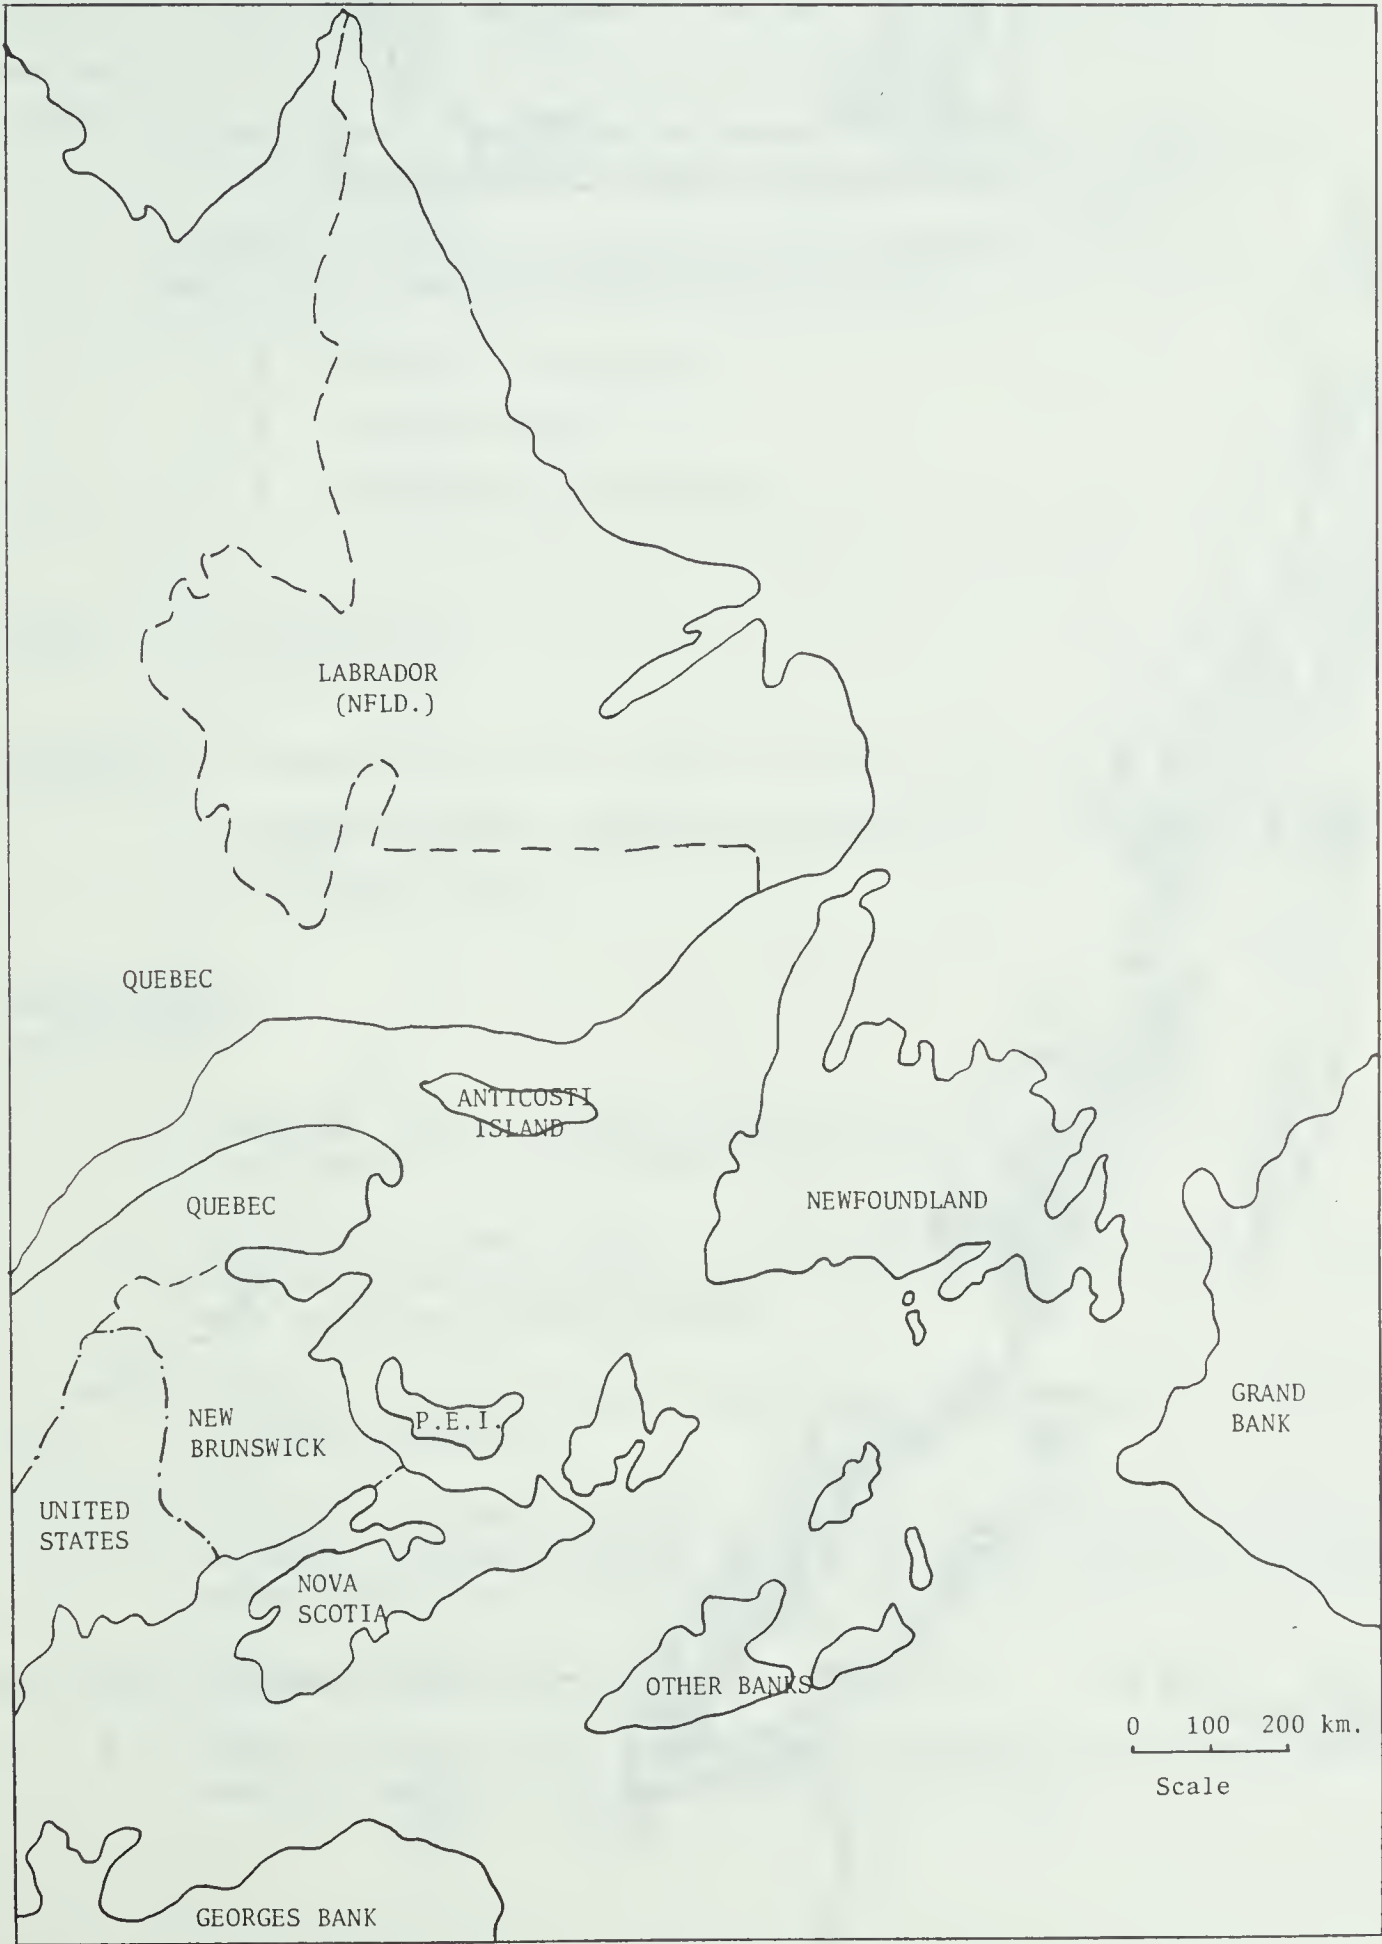 LABRADOR
(NFLD.)
QUEBEC
ANTICOSTI
ISLAND
QUEBEC
NEWFOUNDLAND
GRAND
BANK
P.E.I.
NEW
BRUNSWICK
UNITED
STATES
NOVA
SCOTIA
OTHER BANKS
0 100 200 km.
Scale
GEORGES BANK